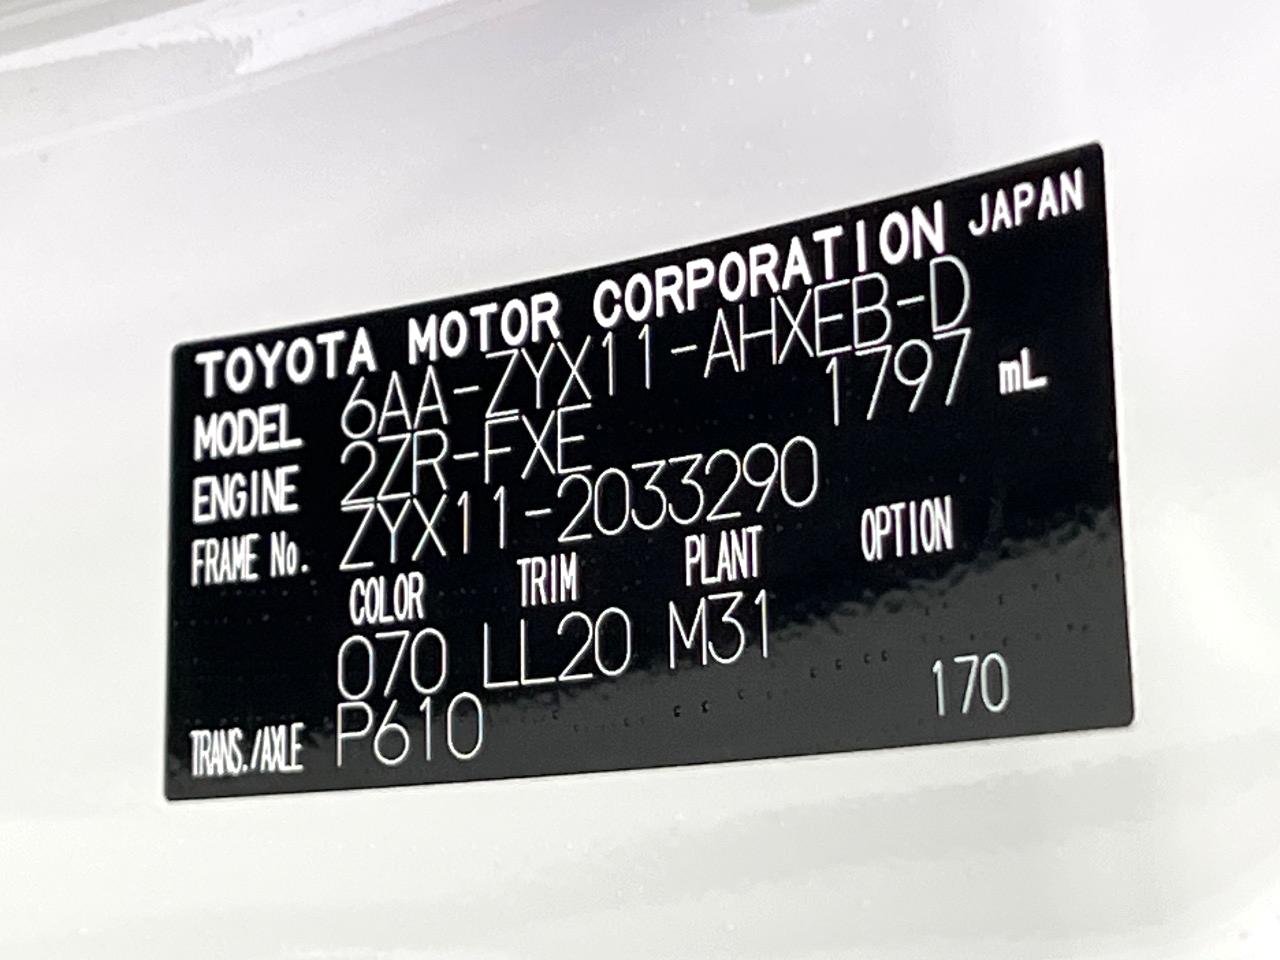 TOYOTA MOTOR CORPORATION JAPAN
MODEL 6AA-ZYX11-AHXEB-D
ENGINE 2ZR-FXE 1797 mL
FRAME No. ZYX11-2033290
COLOR TRIM PLANT OPTION
070 LL20 M31
TRANS./AXLE P610 170